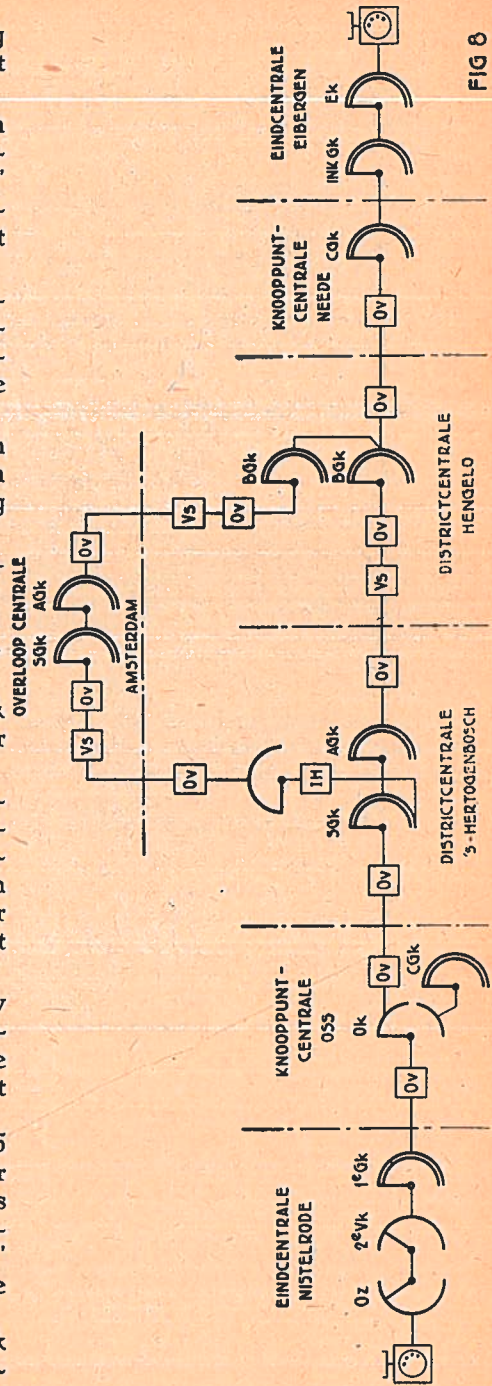 EINDCENTRALE
NISTELRODE
Oz
2eVk
1eGk
KNOOPPUNT-
CENTRALE
OSS
Ov
Ok
Ov
CGk
Ov
SGk
AGk
Ov
IH
Ov
DISTRICTCENTRALE
'S-HERTOGENBOSCH
OVERLOOP CENTRALE
SGk
AGk
Vs
Ov
Ov
AMSTERDAM
Vs
Ov
BGk
Vs
Ov
BGk
Ov
DISTRICTCENTRALE
HENGELO
KNOOPPUNT-
CENTRALE
NEEDE
Ov
CGk
EINDCENTRALE
EIBERGEN
INKGk
Ek
FIG 8